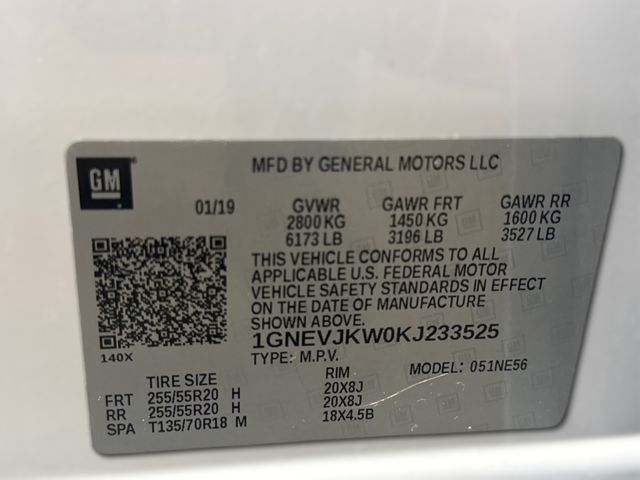 GM
MFD BY GENERAL MOTORS LLC
01/19 GVWR GAWR FRT GAWR RR
2800 KG 1450 KG 1600 KG
6173 LB 3196 LB 3527 LB
THIS VEHICLE CONFORMS TO ALL
APPLICABLE U.S. FEDERAL MOTOR
VEHICLE SAFETY STANDARDS IN EFFECT
ON THE DATE OF MANUFACTURE
SHOWN ABOVE.
1GNEVJKW0KJ233525
140X TYPE: M.P.V. MODEL: 051NE56
TIRE SIZE RIM
FRT 255/55R20 H 20X8J
RR 255/55R20 H 20X8J
SPA T135/70R18 M 18X4.5B